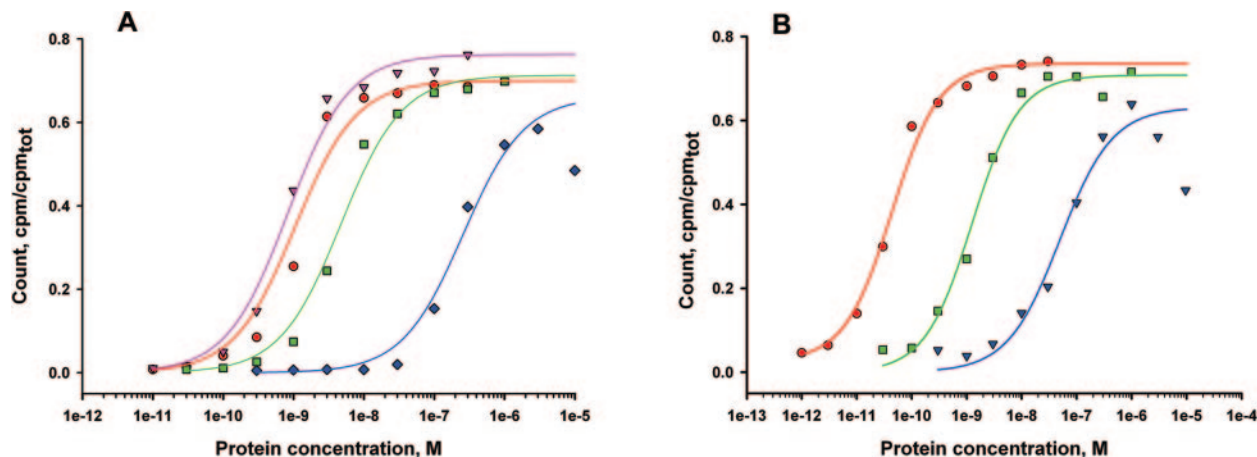 A
Count, cpm/cpmtot
0.8
0.6
0.4
0.2
0.0
1e-12 1e-11 1e-10 1e-9 1e-8 1e-7 1e-6 1e-5
Protein concentration, M
B
Count, cpm/cpmtot
0.8
0.6
0.4
0.2
0.0
1e-13 1e-12 1e-11 1e-10 1e-9 1e-8 1e-7 1e-6 1e-5 1e-4
Protein concentration, M